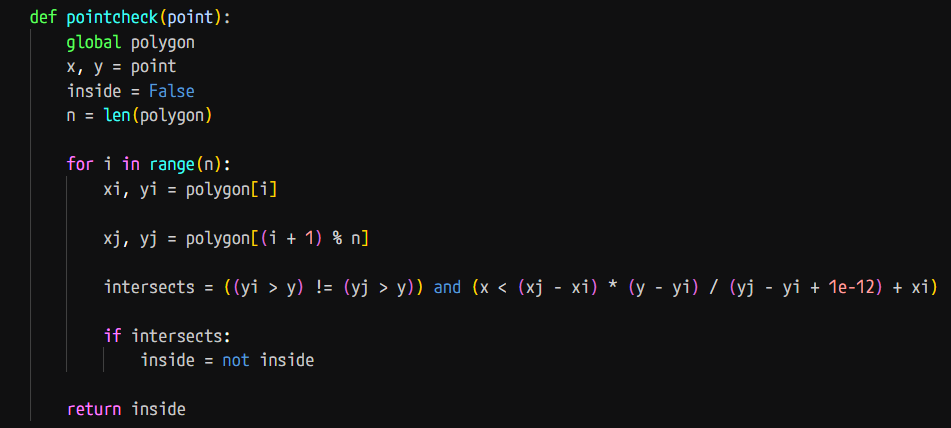 def pointcheck(point):
    global polygon
    x, y = point
    inside = False
    n = len(polygon)

    for i in range(n):
        xi, yi = polygon[i]

        xj, yj = polygon[(i + 1) % n]

        intersects = ((yi > y) != (yj > y)) and (x < (xj - xi) * (y - yi) / (yj - yi + 1e-12) + xi)

        if intersects:
            inside = not inside

    return inside